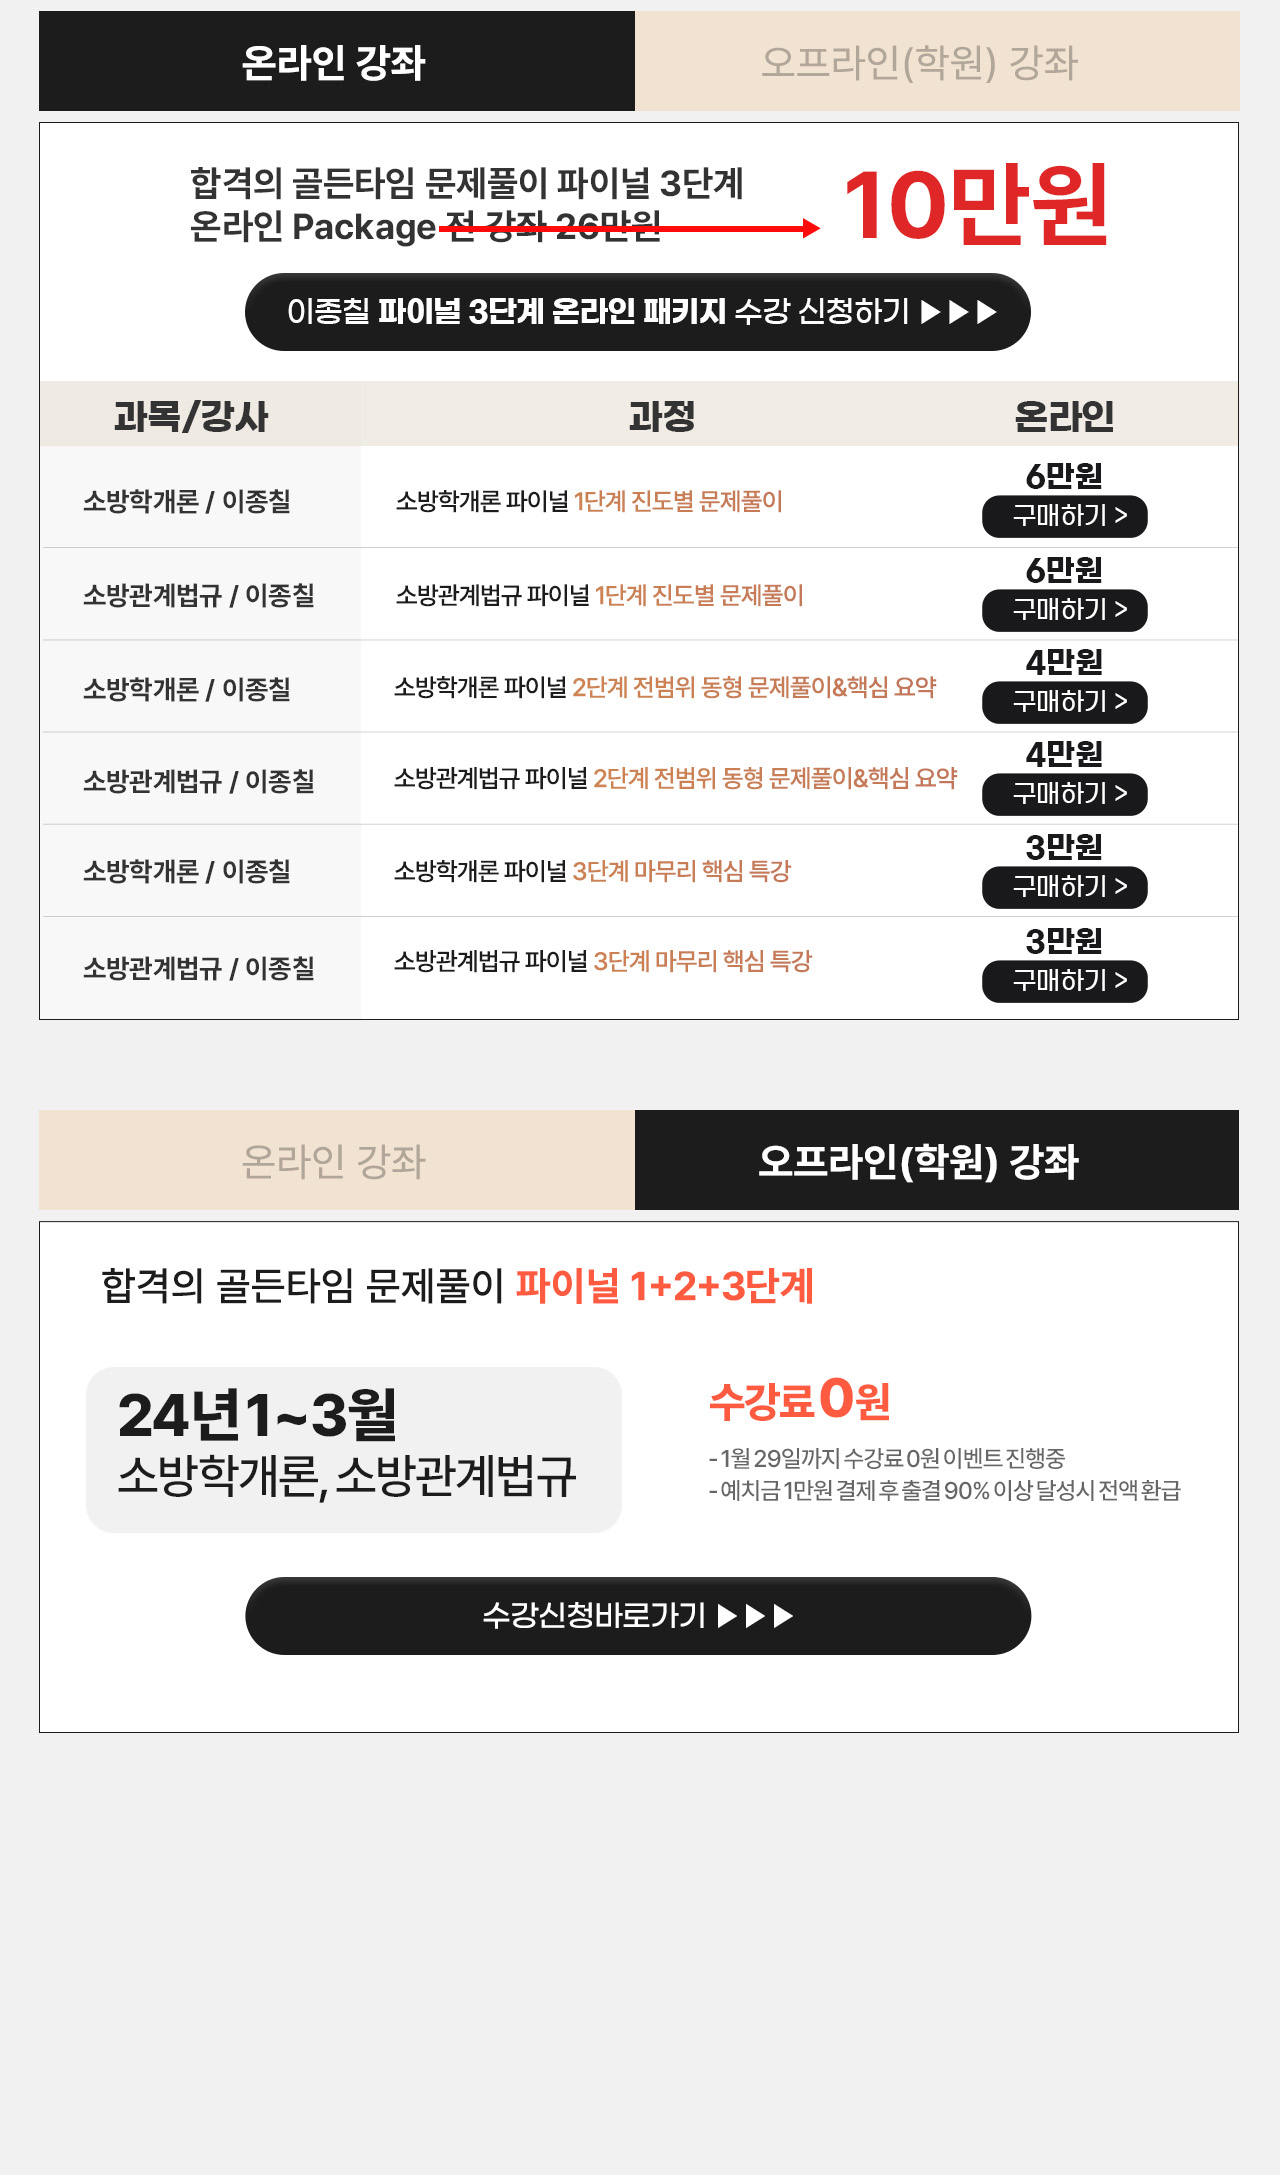 온라인 강좌
오프라인(학원) 강좌
합격의 골든타임 문제풀이 파이널 3단계
온라인 Package 전 강좌 26만원
10만원
이종칠 파이널 3단계 온라인 패키지 수강 신청하기 ▶▶▶
과목/강사 과정 온라인
소방학개론 / 이종칠 소방학개론 파이널 1단계 진도별 문제풀이 6만원
구매하기 >
소방관계법규 / 이종칠 소방관계법규 파이널 1단계 진도별 문제풀이 6만원
구매하기 >
소방학개론 / 이종칠 소방학개론 파이널 2단계 전범위 동형 문제풀이&핵심 요약 4만원
구매하기 >
소방관계법규 / 이종칠 소방관계법규 파이널 2단계 전범위 동형 문제풀이&핵심 요약 4만원
구매하기 >
소방학개론 / 이종칠 소방학개론 파이널 3단계 마무리 핵심 특강 3만원
구매하기 >
소방관계법규 / 이종칠 소방관계법규 파이널 3단계 마무리 핵심 특강 3만원
구매하기 >
온라인 강좌
오프라인(학원) 강좌
합격의 골든타임 문제풀이 파이널 1+2+3단계
24년 1~3월
소방학개론, 소방관계법규
수강료 0원
- 1월 29일까지 수강료 0원 이벤트 진행중
- 예치금 1만원 결제 후 출결 90% 이상 달성시 전액 환급
수강신청바로가기 ▶▶▶